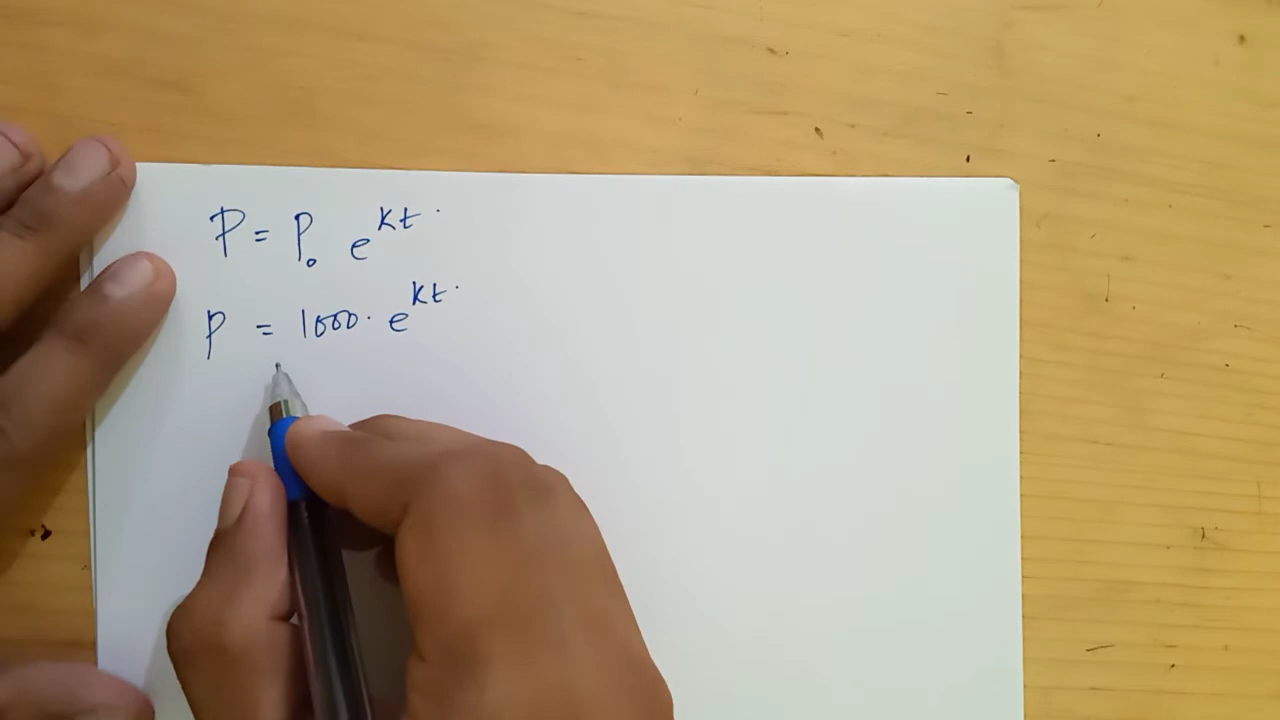 P = P₀ e^{kt}.
P = 1000. e^{kt}.